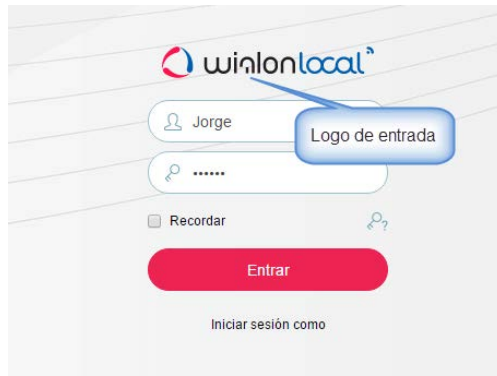 wialonlocal
Jorge
Logo de entrada
••••••
Recordar
Entrar
Iniciar sesión como